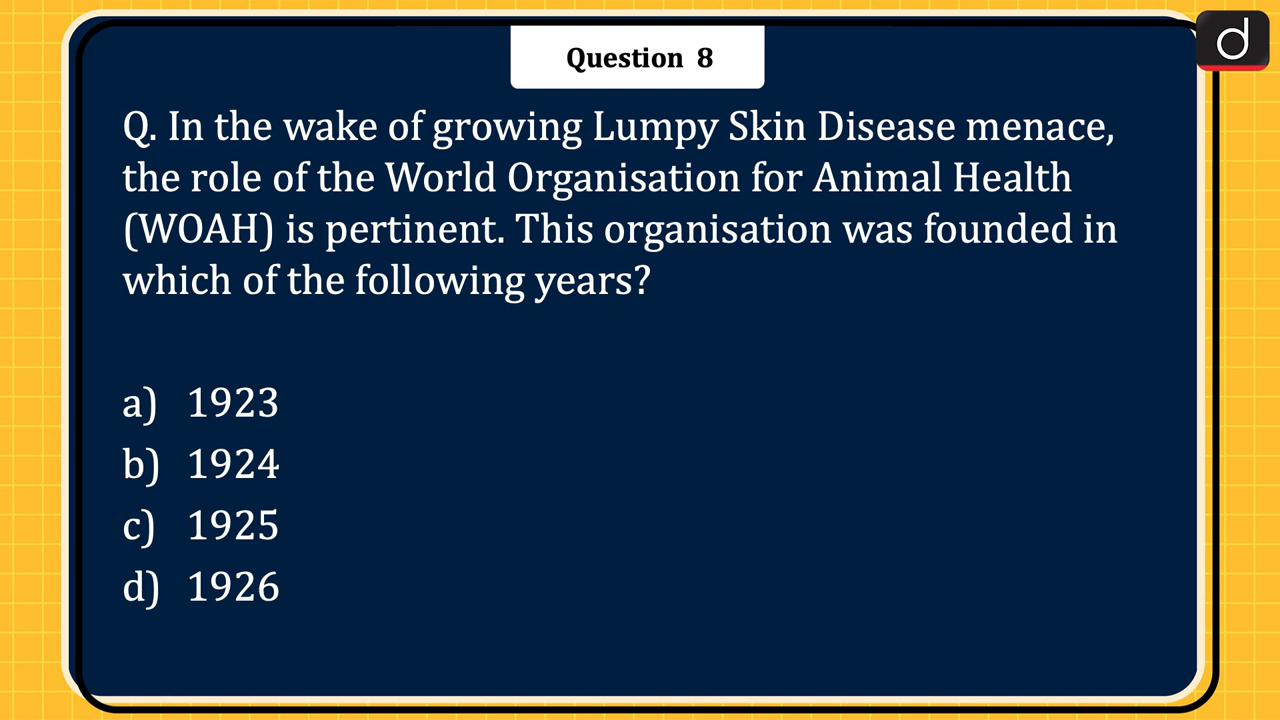 d
Question 8
Q. In the wake of growing Lumpy Skin Disease menace,
the role of the World Organisation for Animal Health
(WOAH) is pertinent. This organisation was founded in
which of the following years?
a) 1923
b) 1924
c) 1925
d) 1926